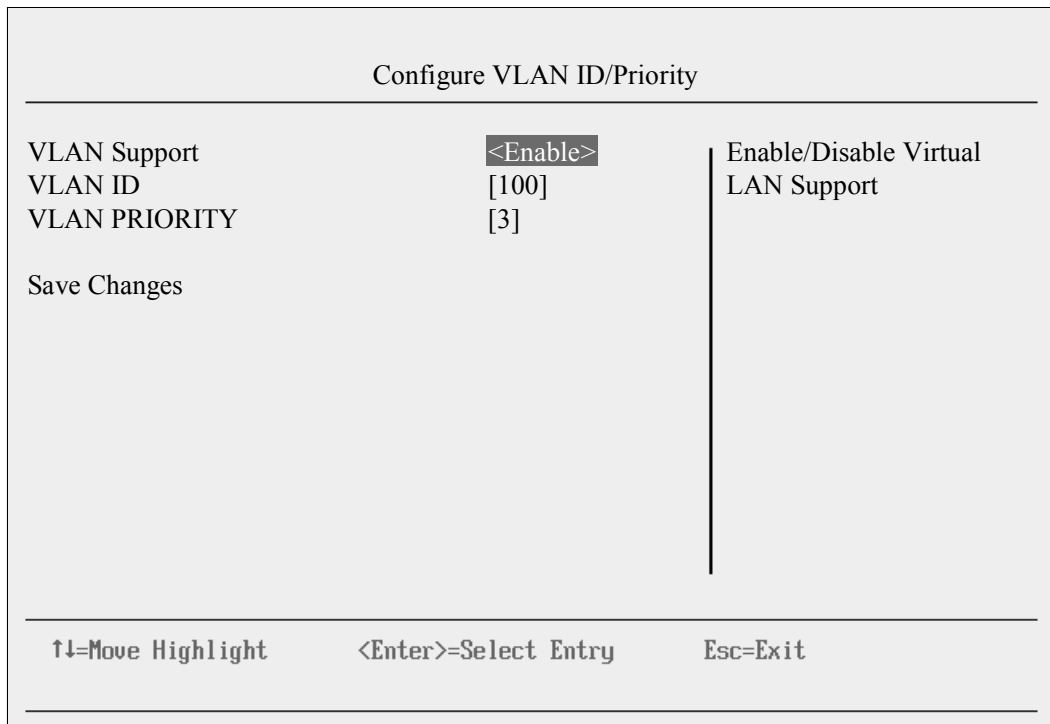 Configure VLAN ID/Priority
VLAN Support <Enable>
VLAN ID [100]
VLAN PRIORITY [3]
Save Changes
Enable/Disable Virtual
LAN Support
↑↓=Move Highlight <Enter>=Select Entry Esc=Exit